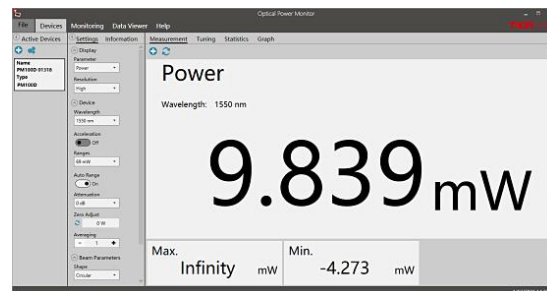 Optical Power Monitor
File Devices Monitoring Data Viewer Help
Active Devices
Settings Information
Measurement Tuning Statistics Graph
Name
PM100D-01316
Type
PM100D
Display
Parameter
Power
Resolution
High
Device
Wavelength
1550 nm
Acceleration
Off
Ranges
Auto Range
On
Attenuation
0 dB
Zero Adjust
0 W
Averaging
- 1 +
Beam Parameters
Shape
Circular
Power
Wavelength: 1550 nm
9.839 mW
Max.
Infinity mW
Min.
-4.273 mW